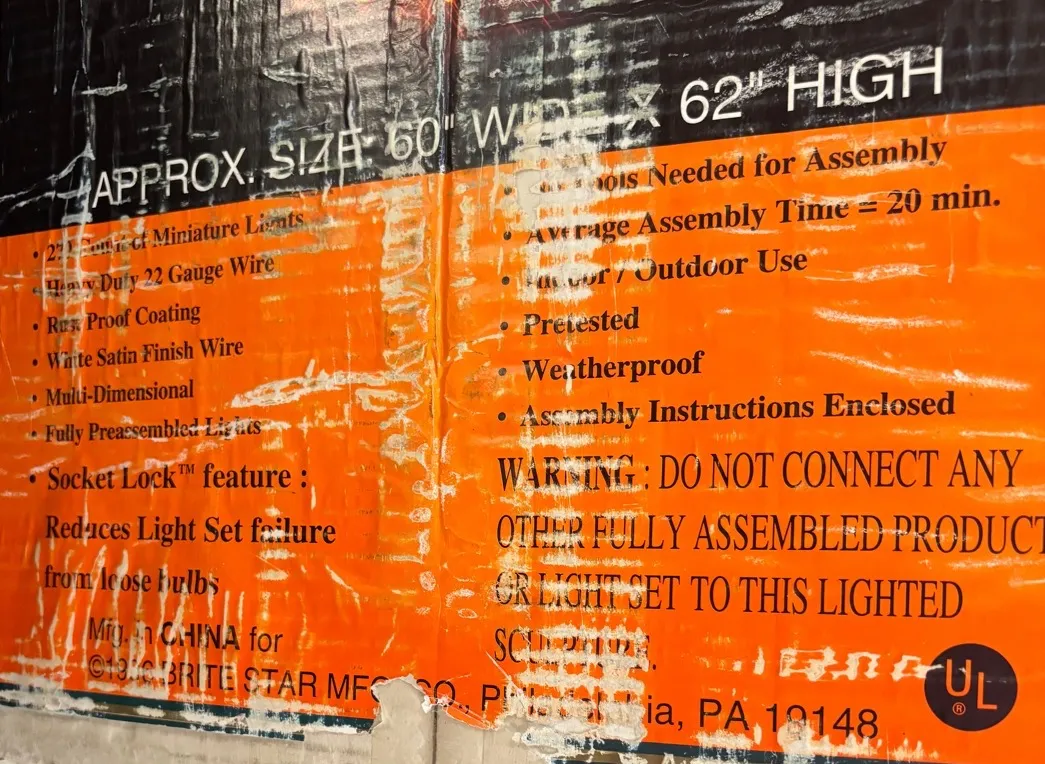 APPROX. SIZE: 60" WIDE X 62" HIGH
• Miniature Lights
• Heavy Duty 22 Gauge Wire
• Rust Proof Coating
• White Satin Finish Wire
• Multi-Dimensional
• Fully Preassembled Lights
• Socket Lock™ feature :
Reduces Light Set failure
from loose bulbs
Mfg. in CHINA for
BRITE STAR MFG. CO., Philadelphia, PA 19148
• Tools Needed for Assembly
• Average Assembly Time = 20 min.
• Indoor / Outdoor Use
• Pretested
• Weatherproof
• Assembly Instructions Enclosed
WARNING : DO NOT CONNECT ANY
OTHER FULLY ASSEMBLED PRODUCT
OR LIGHT SET TO THIS LIGHTED
SCULPTURE.
UL
®